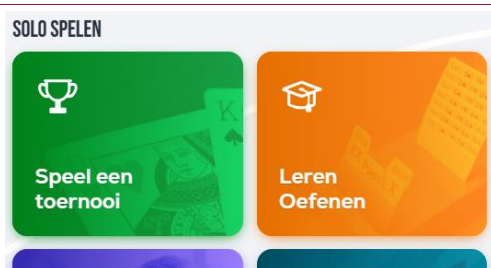 SOLO SPELEN
Speel een
toernooi
Leren
Oefenen
K